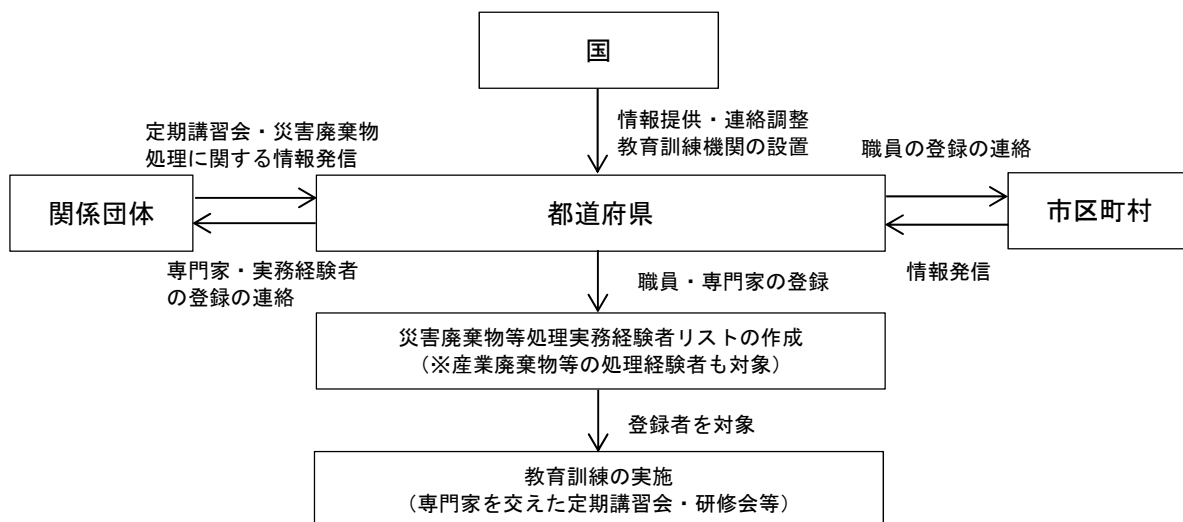 国
情報提供・連絡調整
教育訓練機関の設置
定期講習会・災害廃棄物
処理に関する情報発信
職員の登録の連絡
関係団体
都道府県
市区町村
専門家・実務経験者
の登録の連絡
情報発信
職員・専門家の登録
災害廃棄物等処理実務経験者リストの作成
（※産業廃棄物等の処理経験者も対象）
登録者を対象
教育訓練の実施
（専門家を交えた定期講習会・研修会等）